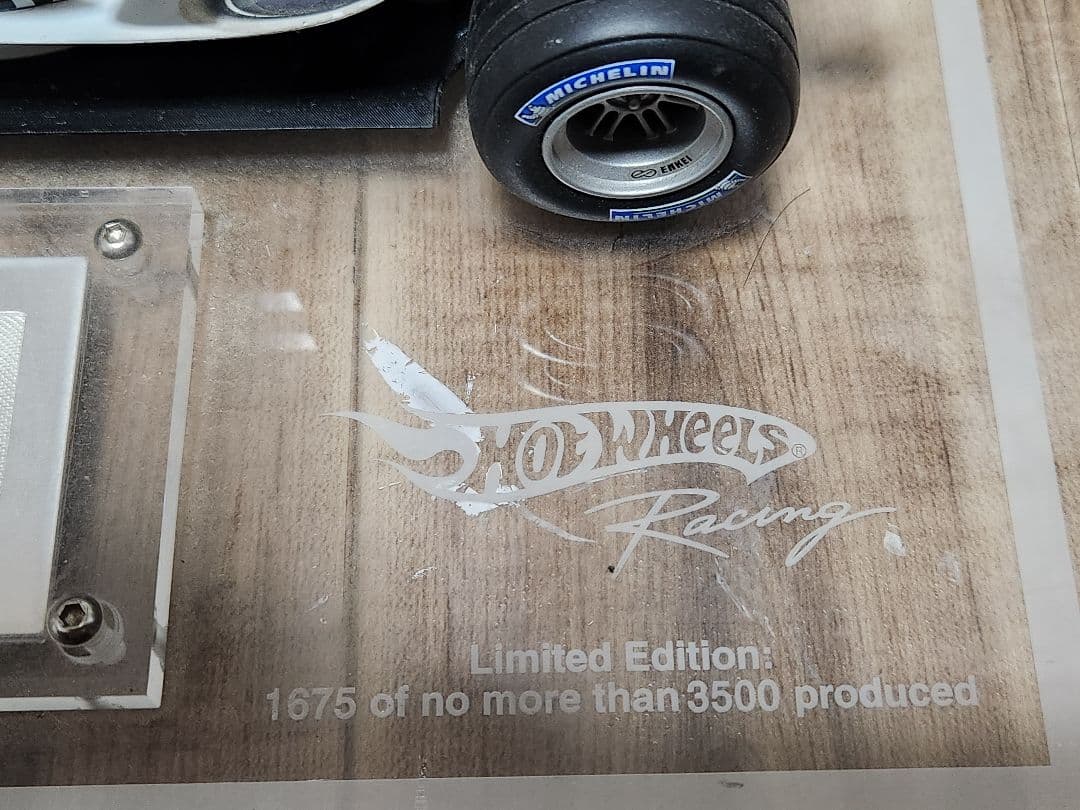 MICHELIN
ENKEI
MICHELIN
HOT WHEELS®
Racing
Limited Edition:
1675 of no more than 3500 produced